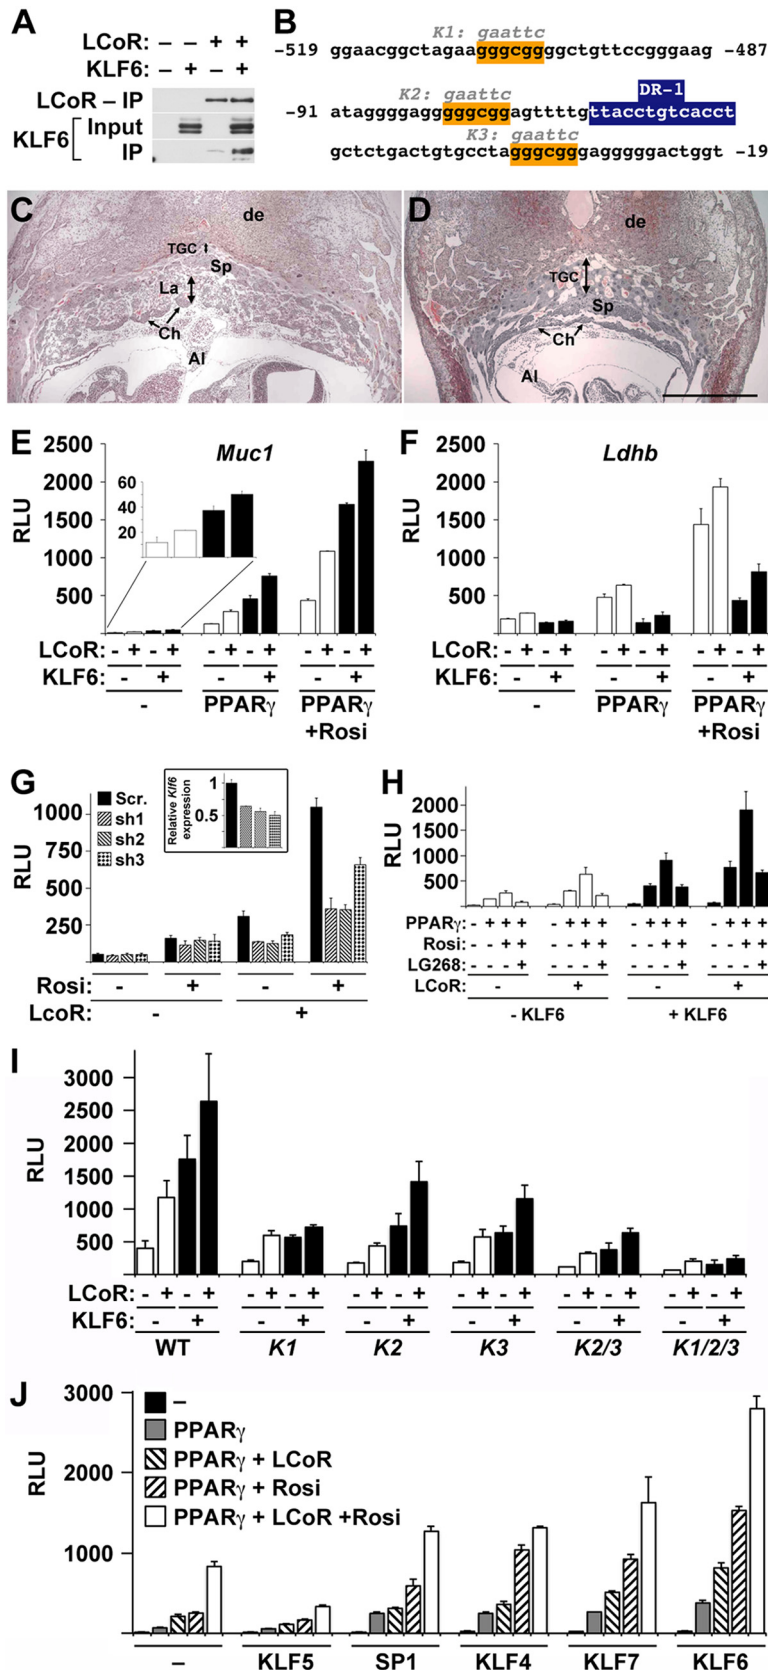 A
LCoR: – – + +
KLF6: – + – +
LCoR – IP
KLF6 [ Input
IP
B
K1: gaattc
-519 ggaacggctagaagggcggggctgttccgggaag -487
K2: gaattc DR-1
-91 ataggggagggggcggagttttgttacctgtcacct
K3: gaattc
gctctgactgtgcctagggcgggagggggactggt -19
C
de
TGC
Sp
La
Ch
Al
D
de
TGC
Sp
Ch
Al
E
Muc1
RLU
2500
2000
1500
1000
500
60
40
20
LCoR: - + - + - + - + - + - +
KLF6: - + - + - +
- PPARγ PPARγ
+Rosi
F
Ldhb
RLU
2500
2000
1500
1000
500
LCoR: - + - + - + - + - + - +
KLF6: - + - + - +
- PPARγ PPARγ
+Rosi
G
RLU
1000
750
500
250
Scr.
sh1
sh2
sh3
Relative Klf6
expression
1
0.5
Rosi: - + - +
LcoR: - +
H
RLU
2000
1500
1000
500
PPARγ: - + + + - + + + - + + + - + + +
Rosi: - - + + - - + + - - + + - - + +
LG268: - - - + - - - + - - - + - - - +
LCoR: - + - +
- KLF6 + KLF6
I
RLU
3000
2500
2000
1500
1000
500
LCoR: - + - + - + - + - + - + - + - + - + - + - + - +
KLF6: - + - + - + - + - + - +
WT K1 K2 K3 K2/3 K1/2/3
J
RLU
3000
2000
1000
–
PPARγ
PPARγ + LCoR
PPARγ + Rosi
PPARγ + LCoR +Rosi
– KLF5 SP1 KLF4 KLF7 KLF6